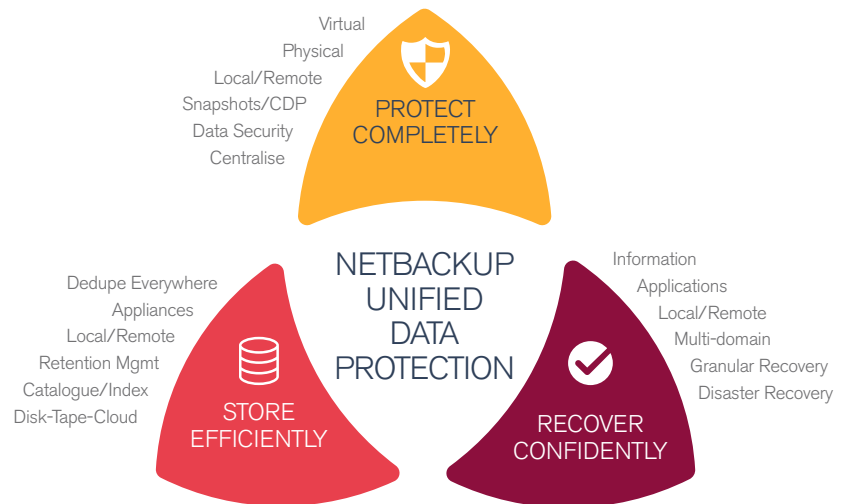 Virtual
Physical
Local/Remote
Snapshots/CDP
Data Security
Centralise
PROTECT
COMPLETELY
NETBACKUP
UNIFIED
DATA
PROTECTION
Dedupe Everywhere
Appliances
Local/Remote
Retention Mgmt
Catalogue/Index
Disk-Tape-Cloud
STORE
EFFICIENTLY
Information
Applications
Local/Remote
Multi-domain
Granular Recovery
Disaster Recovery
RECOVER
CONFIDENTLY